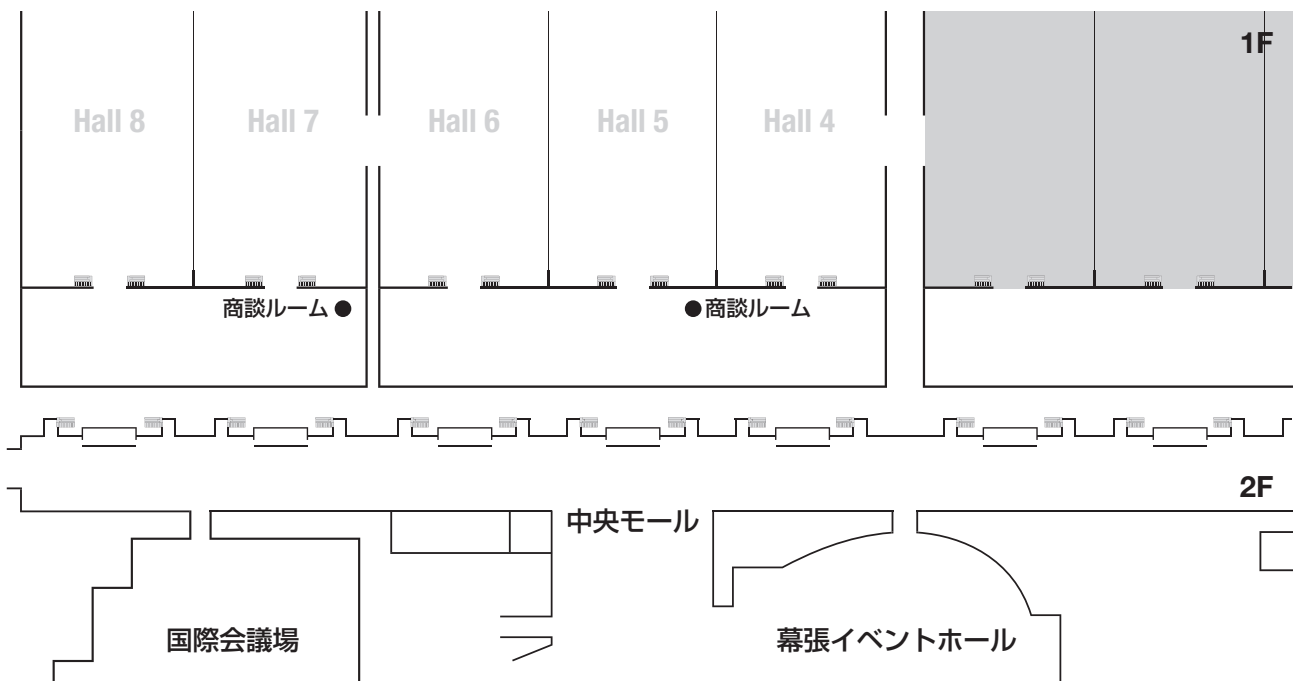 1F
Hall 8
Hall 7
Hall 6
Hall 5
Hall 4
商談ルーム
商談ルーム
2F
中央モール
国際会議場
幕張イベントホール